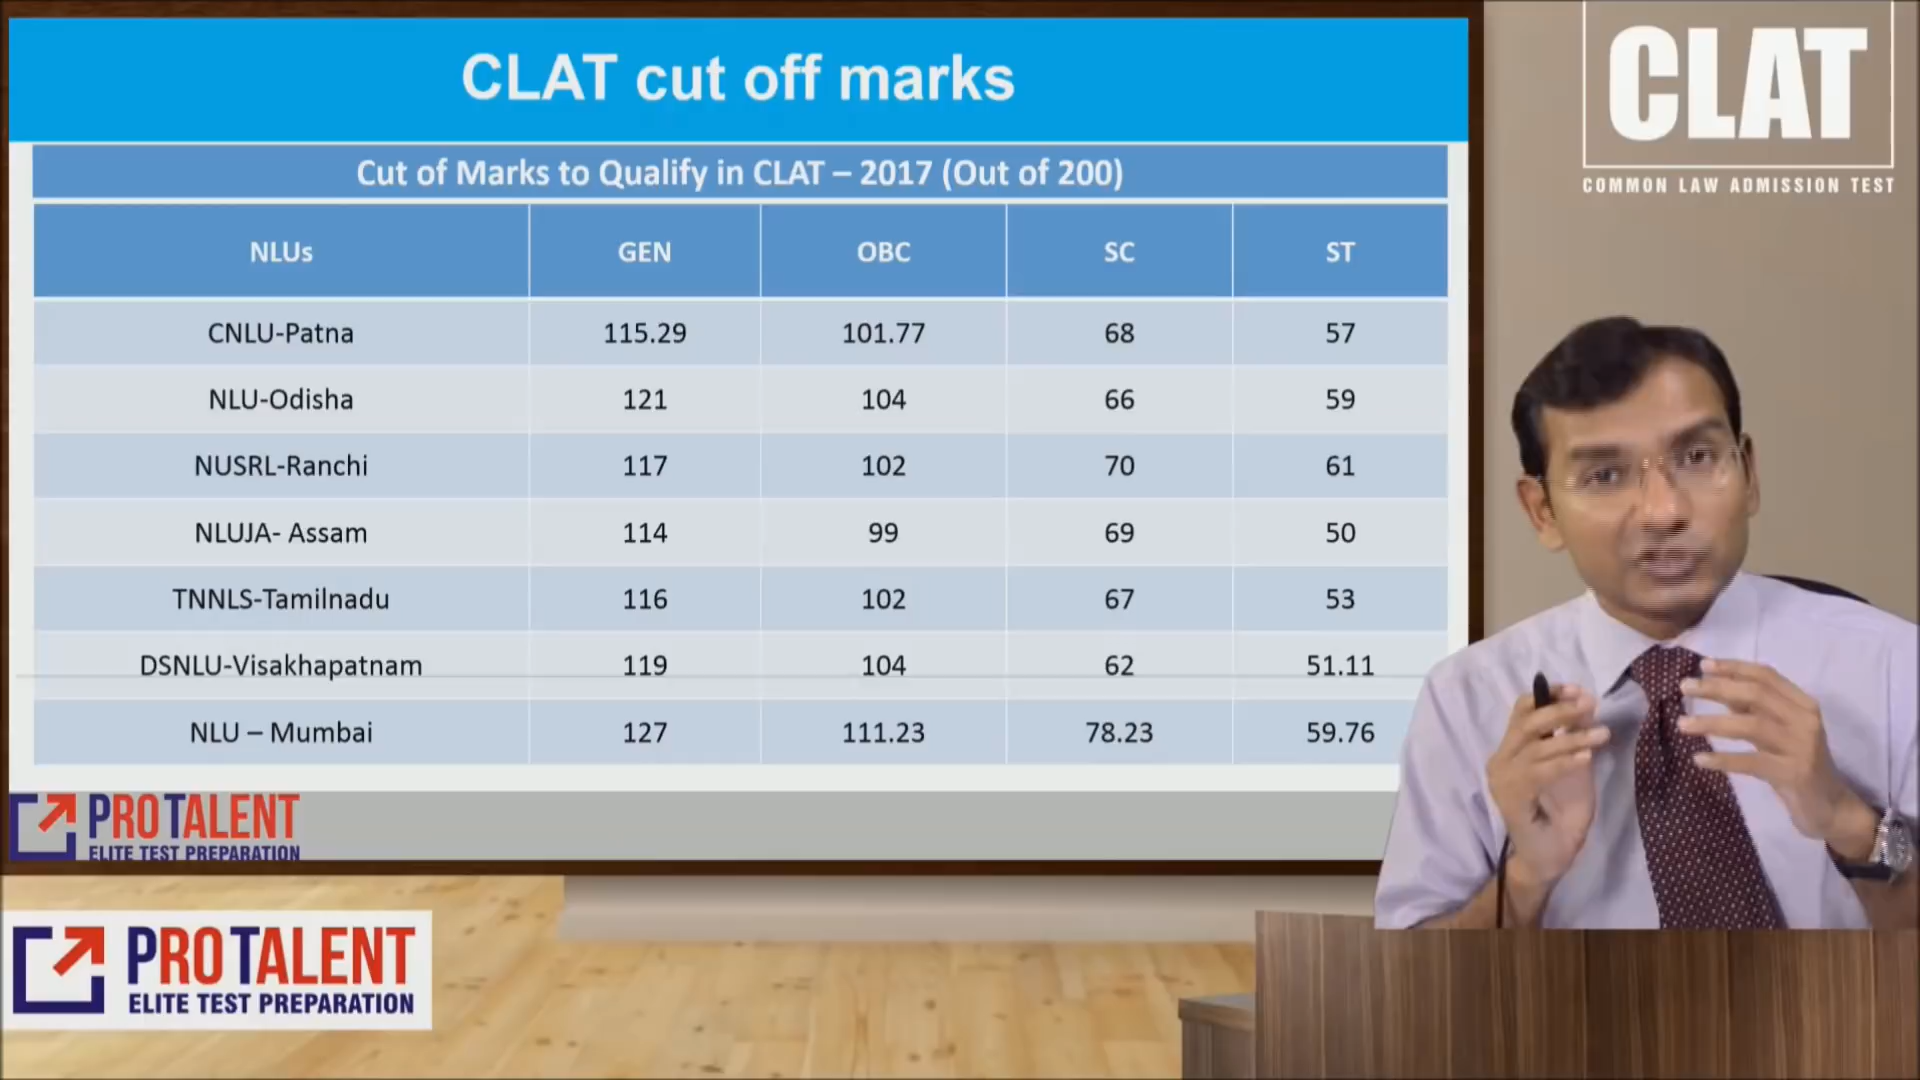 CLAT cut off marks
Cut of Marks to Qualify in CLAT – 2017 (Out of 200)
NLUs GEN OBC SC ST
CNLU-Patna 115.29 101.77 68 57
NLU-Odisha 121 104 66 59
NUSRL-Ranchi 117 102 70 61
NLUJA- Assam 114 99 69 50
TNNLS-Tamilnadu 116 102 67 53
DSNLU-Visakhapatnam 119 104 62 51.11
NLU – Mumbai 127 111.23 78.23 59.76
PROTALENT
ELITE TEST PREPARATION
PROTALENT
ELITE TEST PREPARATION
CLAT
COMMON LAW ADMISSION TEST